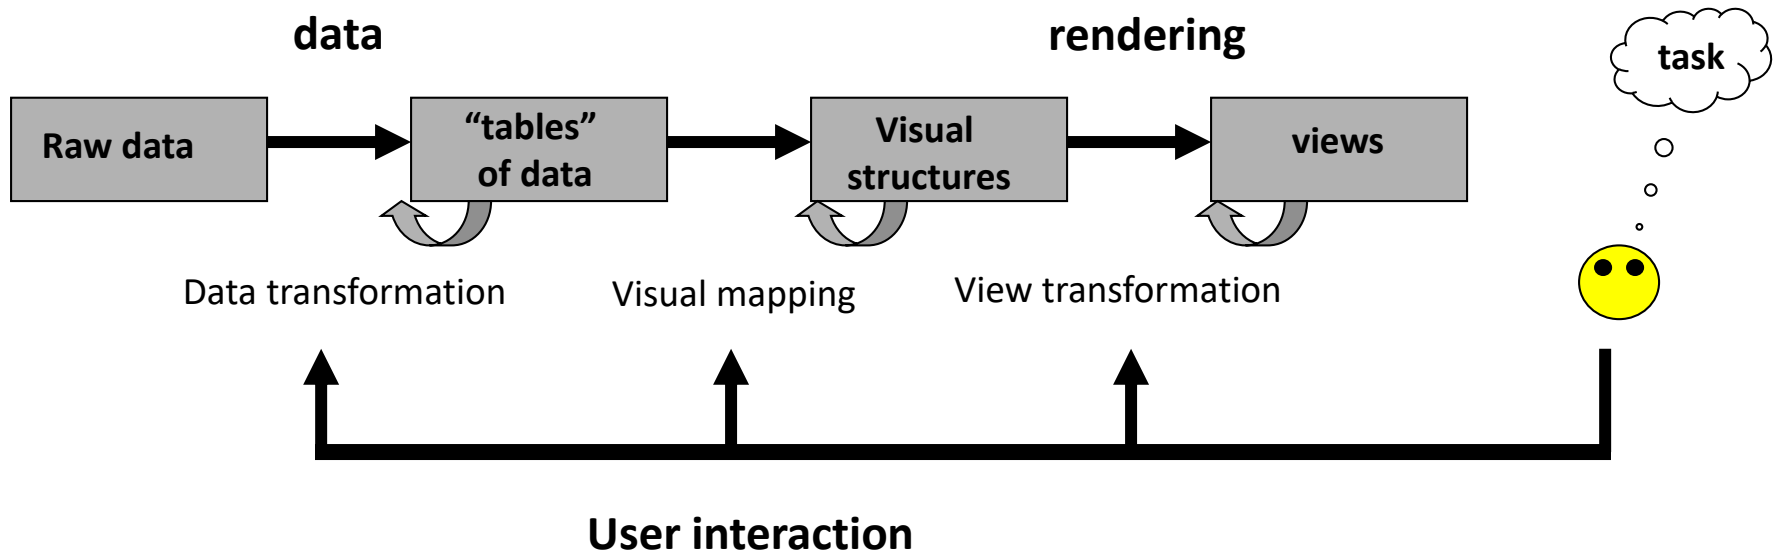 data
rendering
task
Raw data
“tables”
of data
Visual
structures
views
Data transformation
Visual mapping
View transformation
User interaction